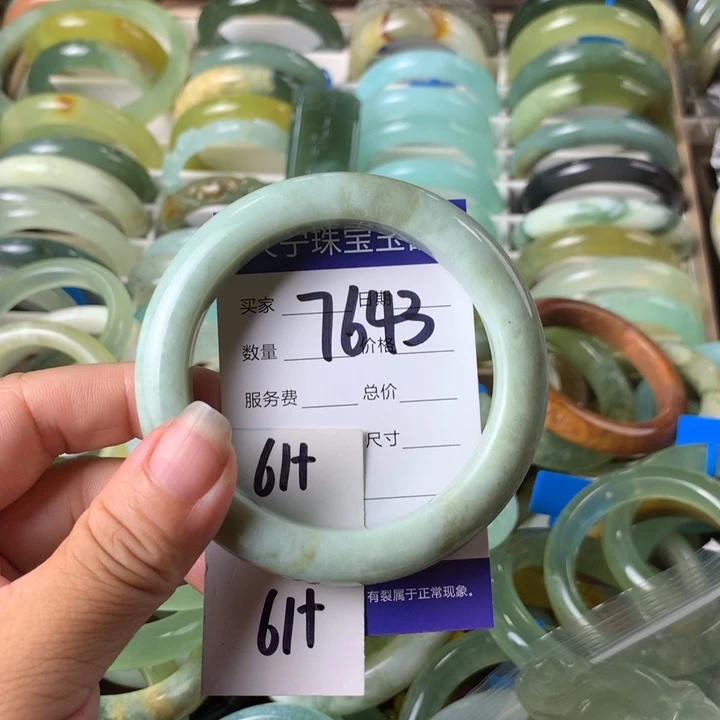 宁珠宝玉
买家 日期
7643
数量 价格
服务费 总价
尺寸
61+
有裂属于正常现象。
61+